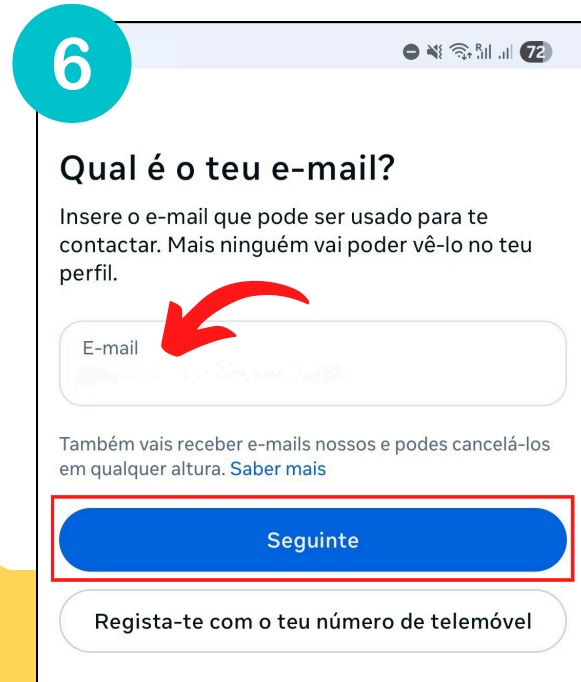 6
R
72
Qual é o teu e-mail?
Insere o e-mail que pode ser usado para te
contactar. Mais ninguém vai poder vê-lo no teu
perfil.
E-mail
Também vais receber e-mails nossos e podes cancelá-los
em qualquer altura. Saber mais
Seguinte
Regista-te com o teu número de telemóvel